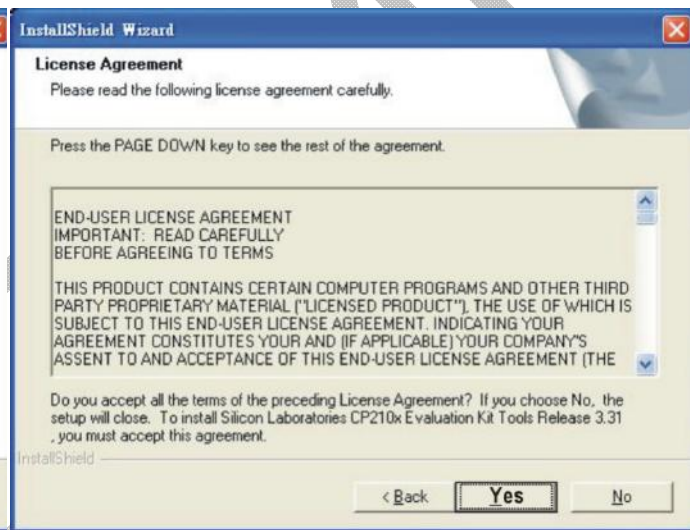 InstallShield Wizard
License Agreement
Please read the following license agreement carefully.
Press the PAGE DOWN key to see the rest of the agreement.
END-USER LICENSE AGREEMENT
IMPORTANT: READ CAREFULLY
BEFORE AGREEING TO TERMS
THIS PRODUCT CONTAINS CERTAIN COMPUTER PROGRAMS AND OTHER THIRD
PARTY PROPRIETARY MATERIAL ("LICENSED PRODUCT"), THE USE OF WHICH IS
SUBJECT TO THIS END-USER LICENSE AGREEMENT. INDICATING YOUR
AGREEMENT CONSTITUTES YOUR AND (IF APPLICABLE) YOUR COMPANY'S
ASSENT TO AND ACCEPTANCE OF THIS END-USER LICENSE AGREEMENT (THE
Do you accept all the terms of the preceding License Agreement? If you choose No, the
setup will close. To install Silicon Laboratories CP210x Evaluation Kit Tools Release 3.31
, you must accept this agreement.
InstallShield
< Back Yes No